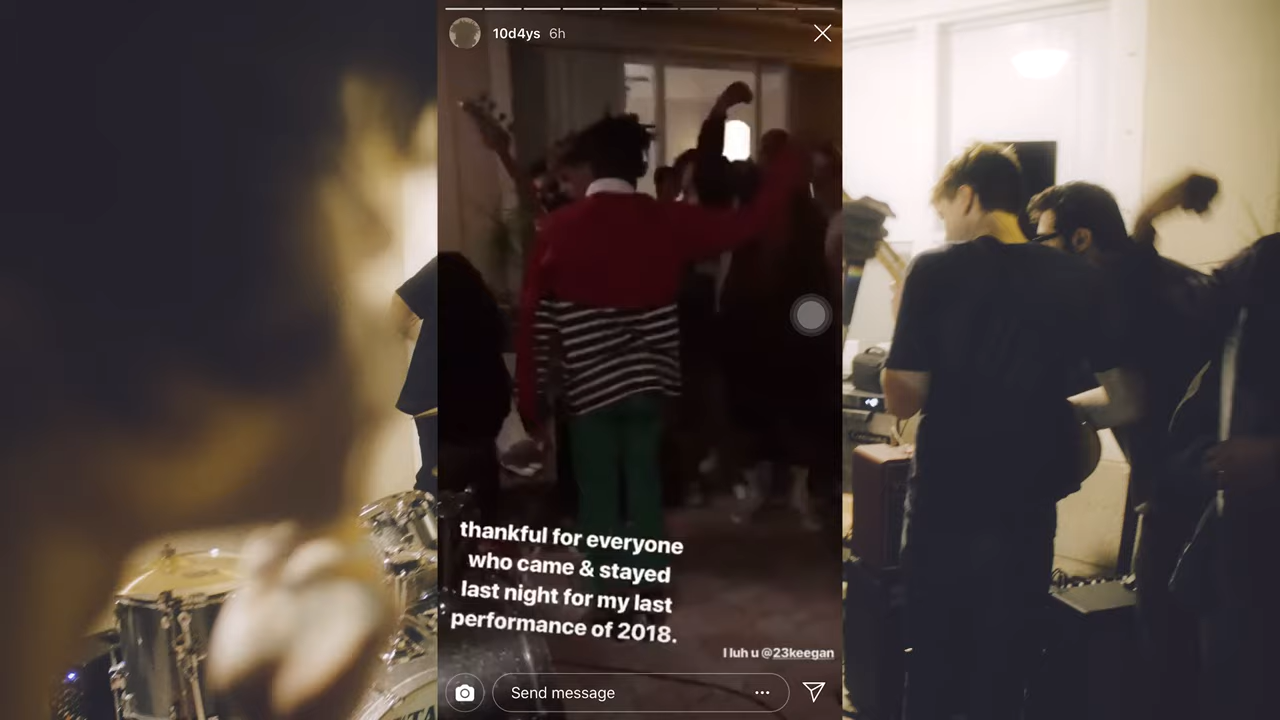 10d4ys 6h
thankful for everyone
who came & stayed
last night for my last
performance of 2018.
I luh u @23keegan
Send message